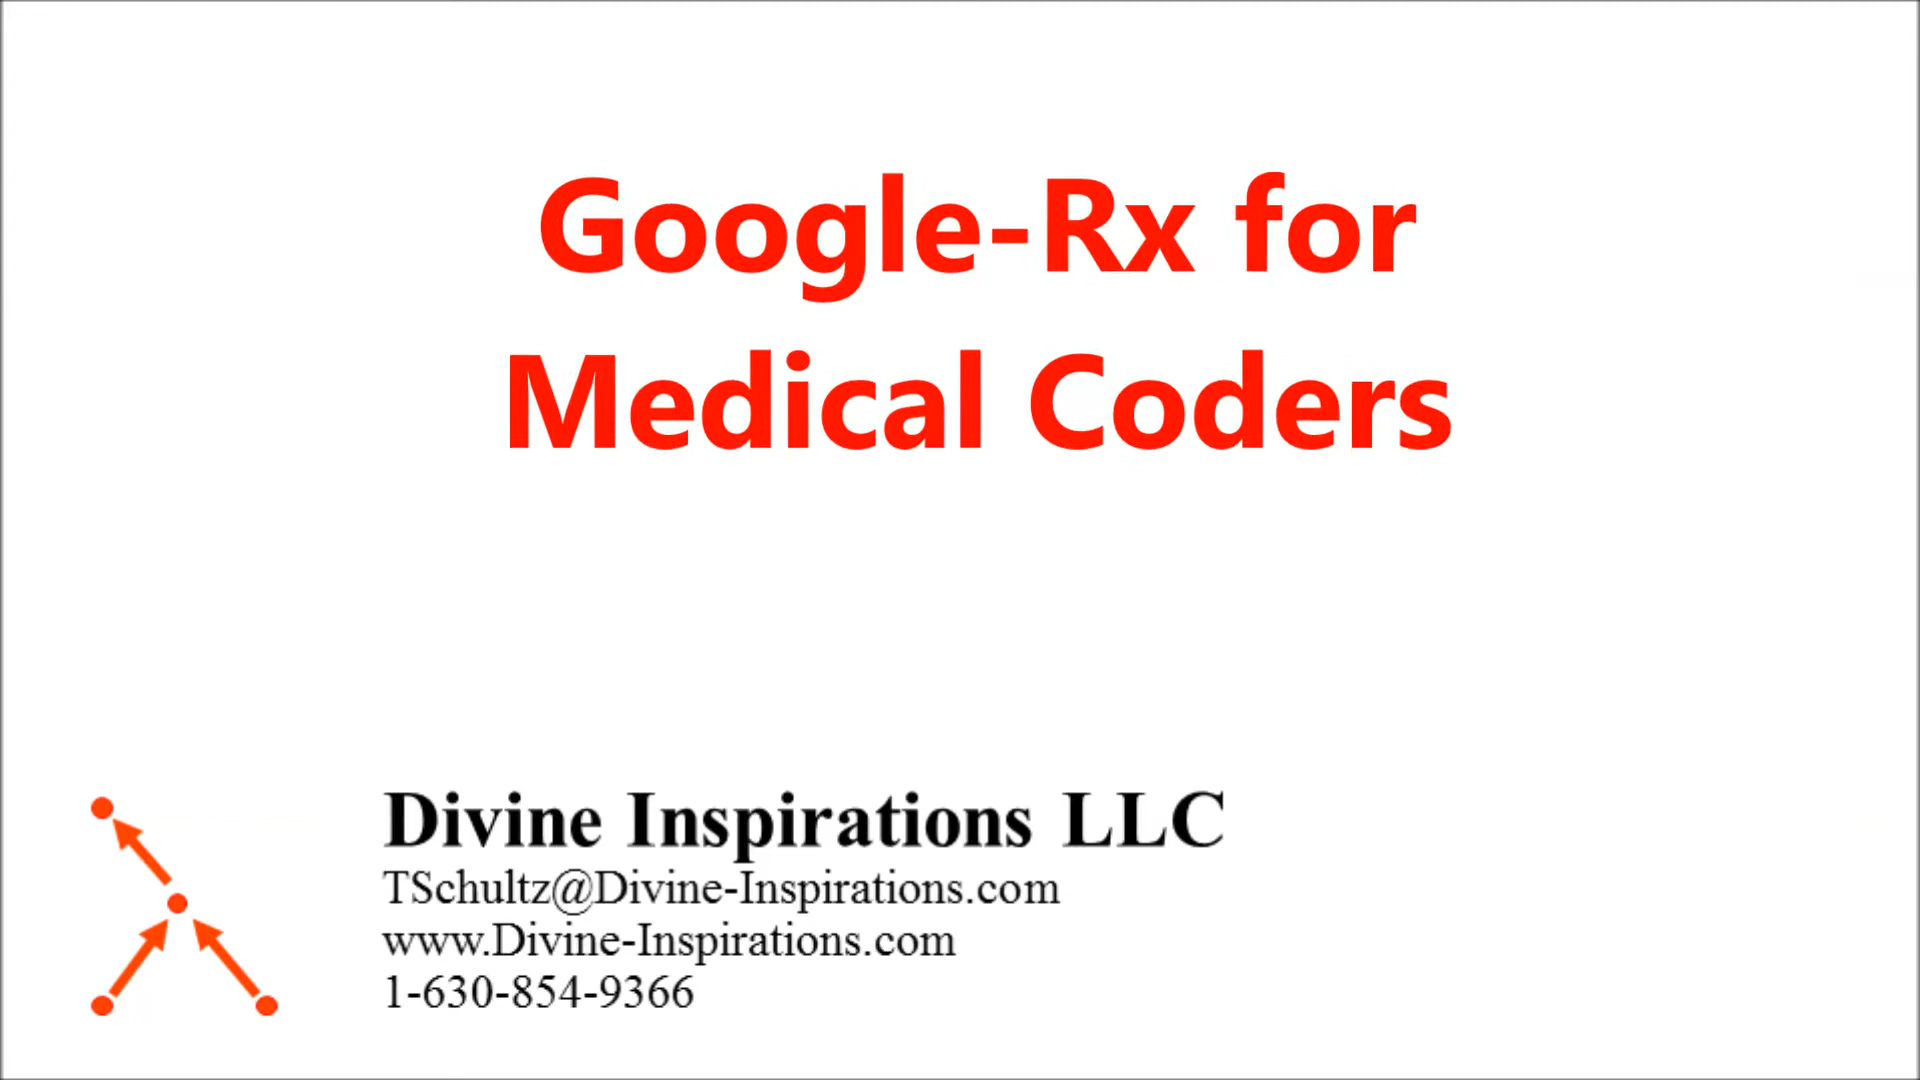 Google-Rx for
Medical Coders
Divine Inspirations LLC
TSchultz@Divine-Inspirations.com
www.Divine-Inspirations.com
1-630-854-9366